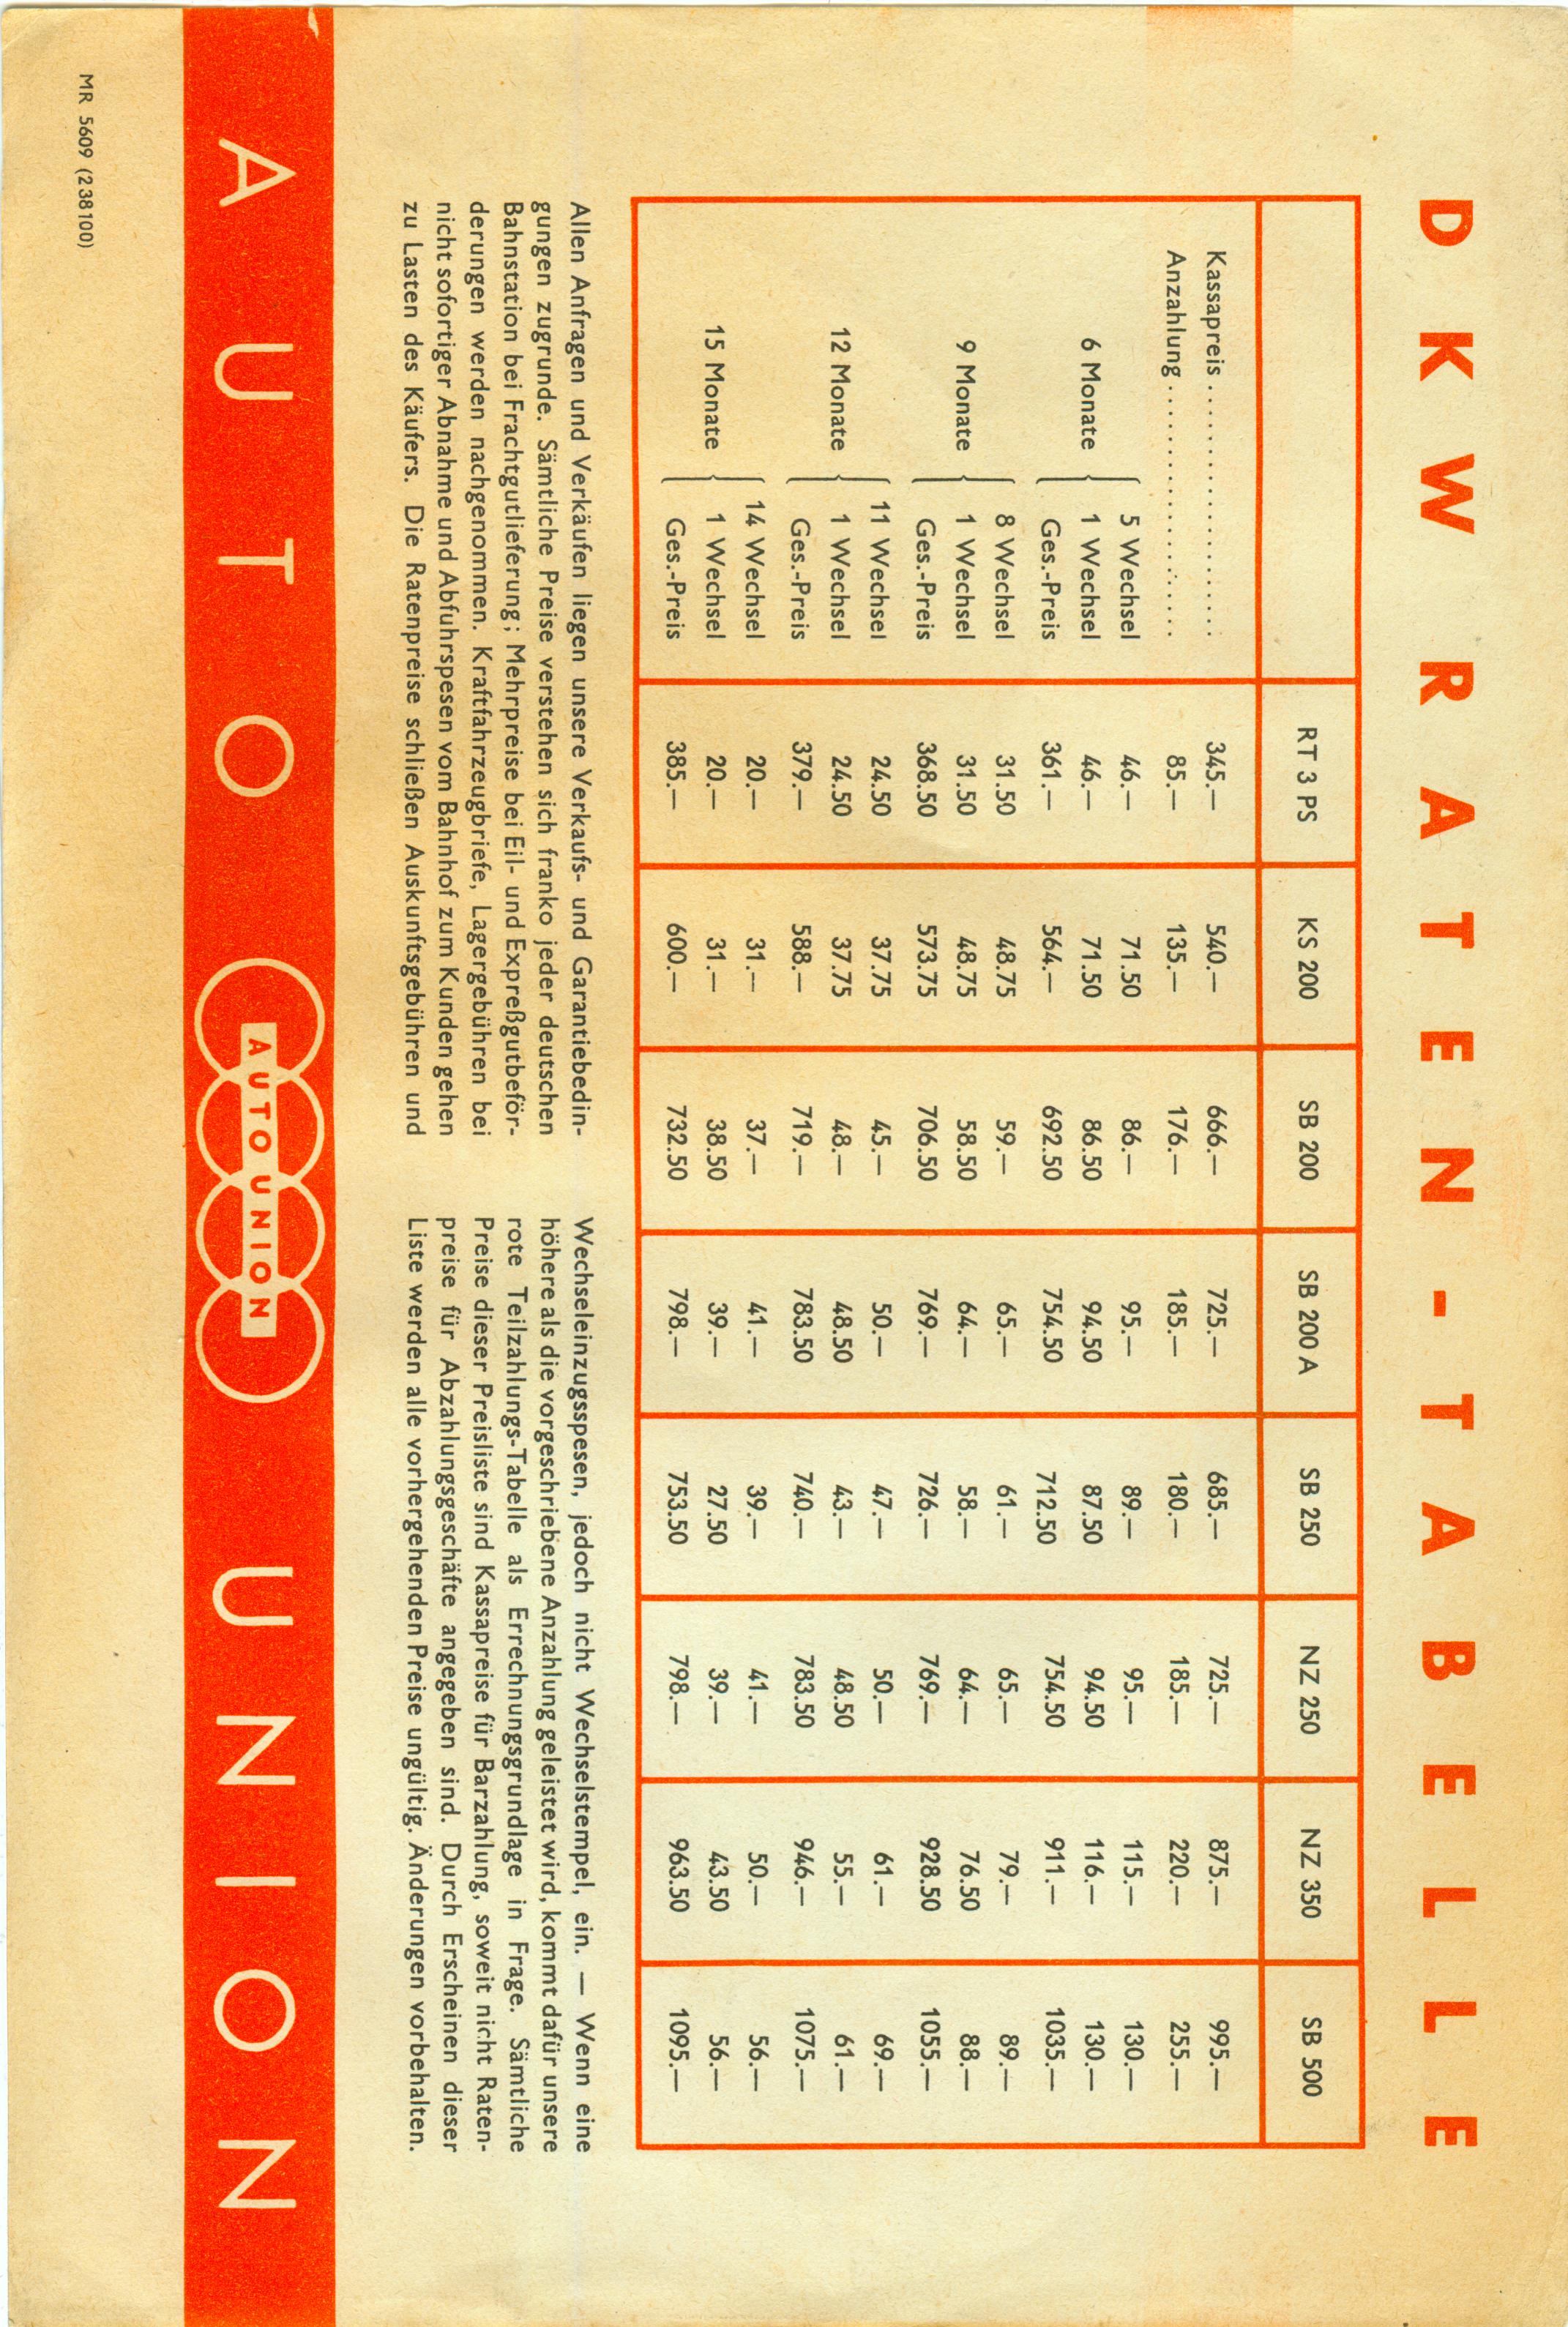 DKW RATEN-TABELLE
RT 3 PS KS 200 SB 200 SB 200 A SB 250 NZ 250 NZ 350 SB 500
Kassapreis .................... 345.— 540.— 666.— 725.— 685.— 725.— 875.— 995.—
Anzahlung .................... 85.— 135.— 176.— 185.— 180.— 185.— 220.— 255.—
5 Wechsel 46.— 71.50 86.— 95.— 89.— 95.— 115.— 130.—
6 Monate { 1 Wechsel 46.— 71.50 86.50 94.50 87.50 94.50 116.— 130.—
Ges.-Preis 361.— 564.— 692.50 754.50 712.50 754.50 911.— 1035.—
8 Wechsel 31.50 48.75 59.— 65.— 61.— 65.— 79.— 89.—
9 Monate { 1 Wechsel 31.50 48.75 58.50 64.— 58.— 64.— 76.50 88.—
Ges.-Preis 368.50 573.75 706.50 769.— 726.— 769.— 928.50 1055.—
11 Wechsel 24.50 37.75 45.— 50.— 47.— 50.— 61.— 69.—
12 Monate { 1 Wechsel 24.50 37.75 48.— 48.50 43.— 48.50 55.— 61.—
Ges.-Preis 379.— 588.— 719.— 783.50 740.— 783.50 946.— 1075.—
14 Wechsel 20.— 31.— 37.— 41.— 39.— 41.— 50.— 56.—
15 Monate { 1 Wechsel 20.— 31.— 38.50 39.— 27.50 39.— 43.50 56.—
Ges.-Preis 385.— 600.— 732.50 798.— 753.50 798.— 963.50 1095.—
Allen Anfragen und Verkäufen liegen unsere Verkaufs- und Garantiebedin-
gungen zugrunde. Sämtliche Preise verstehen sich franko jeder deutschen
Bahnstation bei Frachtgutlieferung; Mehrpreise bei Eil- und Expreßgutbeför-
derungen werden nachgenommen. Kraftfahrzeugbriefe, Lagergebühren bei
nicht sofortiger Abnahme und Abfuhrspesen vom Bahnhof zum Kunden gehen
zu Lasten des Käufers. Die Ratenpreise schließen Auskunftsgebühren und
Wechseleinzugsspesen, jedoch nicht Wechselstempel, ein. — Wenn eine
höhere als die vorgeschriebene Anzahlung geleistet wird, kommt dafür unsere
rote Teilzahlungs-Tabelle als Errechnungsgrundlage in Frage. Sämtliche
Preise dieser Preisliste sind Kassapreise für Barzahlung, soweit nicht Raten-
preise für Abzahlungsgeschäfte angegeben sind. Durch Erscheinen dieser
Liste werden alle vorhergehenden Preise ungültig. Änderungen vorbehalten.
AUTO AUTO UNION UNION
MR 5609 (238100)